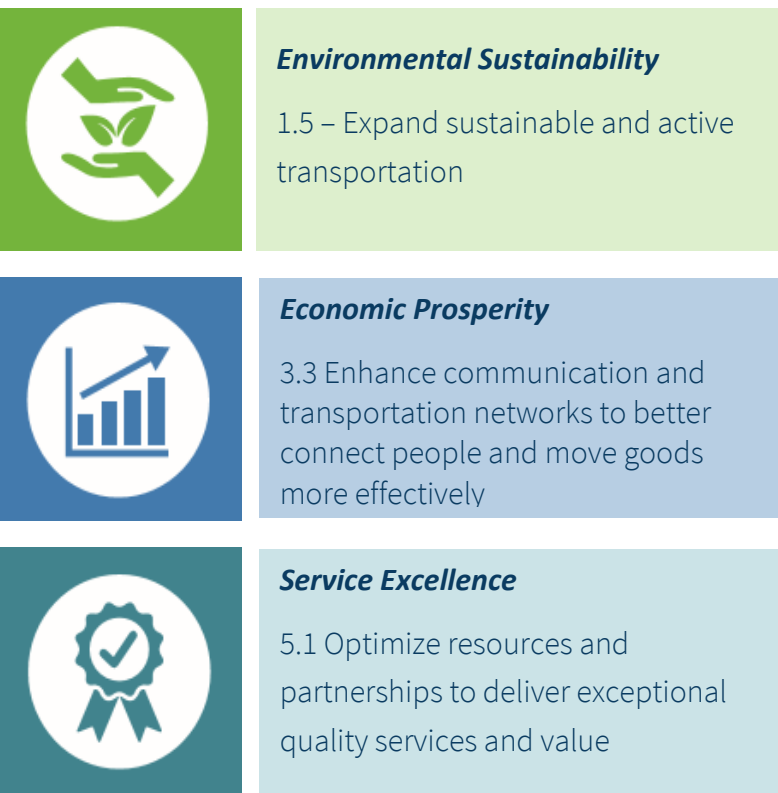 Environmental Sustainability
1.5 – Expand sustainable and active
transportation
Economic Prosperity
3.3 Enhance communication and
transportation networks to better
connect people and move goods
more effectively
Service Excellence
5.1 Optimize resources and
partnerships to deliver exceptional
quality services and value